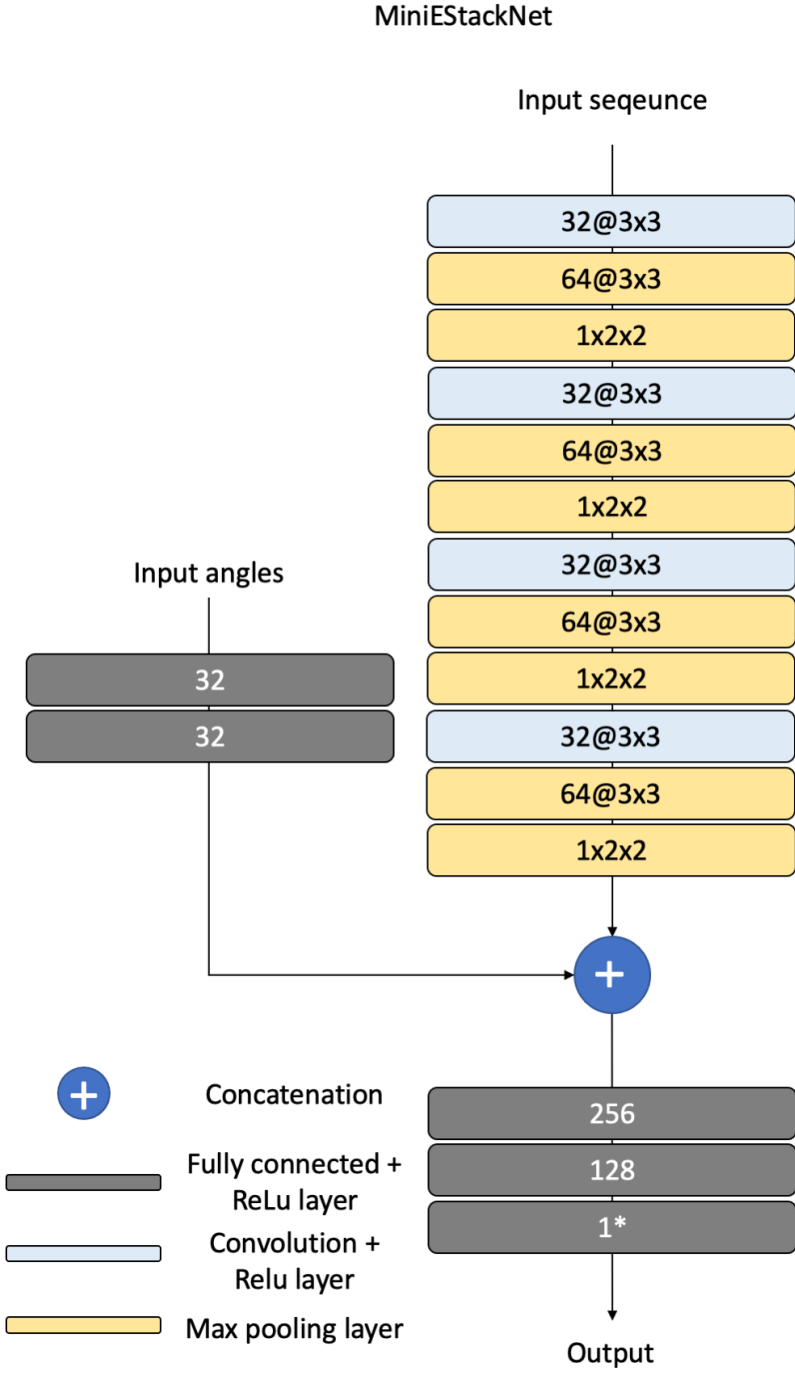 MiniEStackNet
Input seqeunce
32@3x3
64@3x3
1x2x2
32@3x3
64@3x3
1x2x2
32@3x3
64@3x3
1x2x2
32@3x3
64@3x3
1x2x2
Input angles
32
32
+
256
128
1*
Output
+
Concatenation
Fully connected +
ReLu layer
Convolution +
Relu layer
Max pooling layer